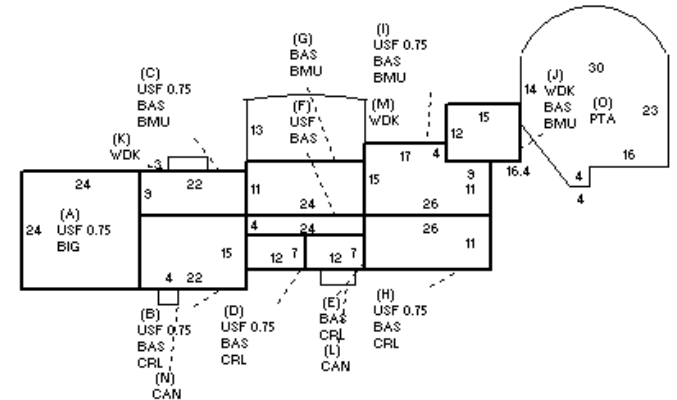 (G)
BAS
BMU
(I)
USF 0.75
BAS
BMU
(C)
USF 0.75
BAS
BMU
(F)
USF
BAS
(M)
WDK
(J)
WDK
BAS
BMU
30
(O)
PTA
14
23
16
4
4
(K)
WDK
3
13
15
12
4
17
16.4
24
24
(A)
USF 0.75
BIG
22
9
11
24
15
9
11
26
4
24
26
11
15
12
7
12
7
4
22
(B)
USF 0.75
BAS
CRL
(D)
USF 0.75
BAS
CRL
(E)
BAS
CRL
(L)
CAN
(H)
USF 0.75
BAS
CRL
(N)
CAN